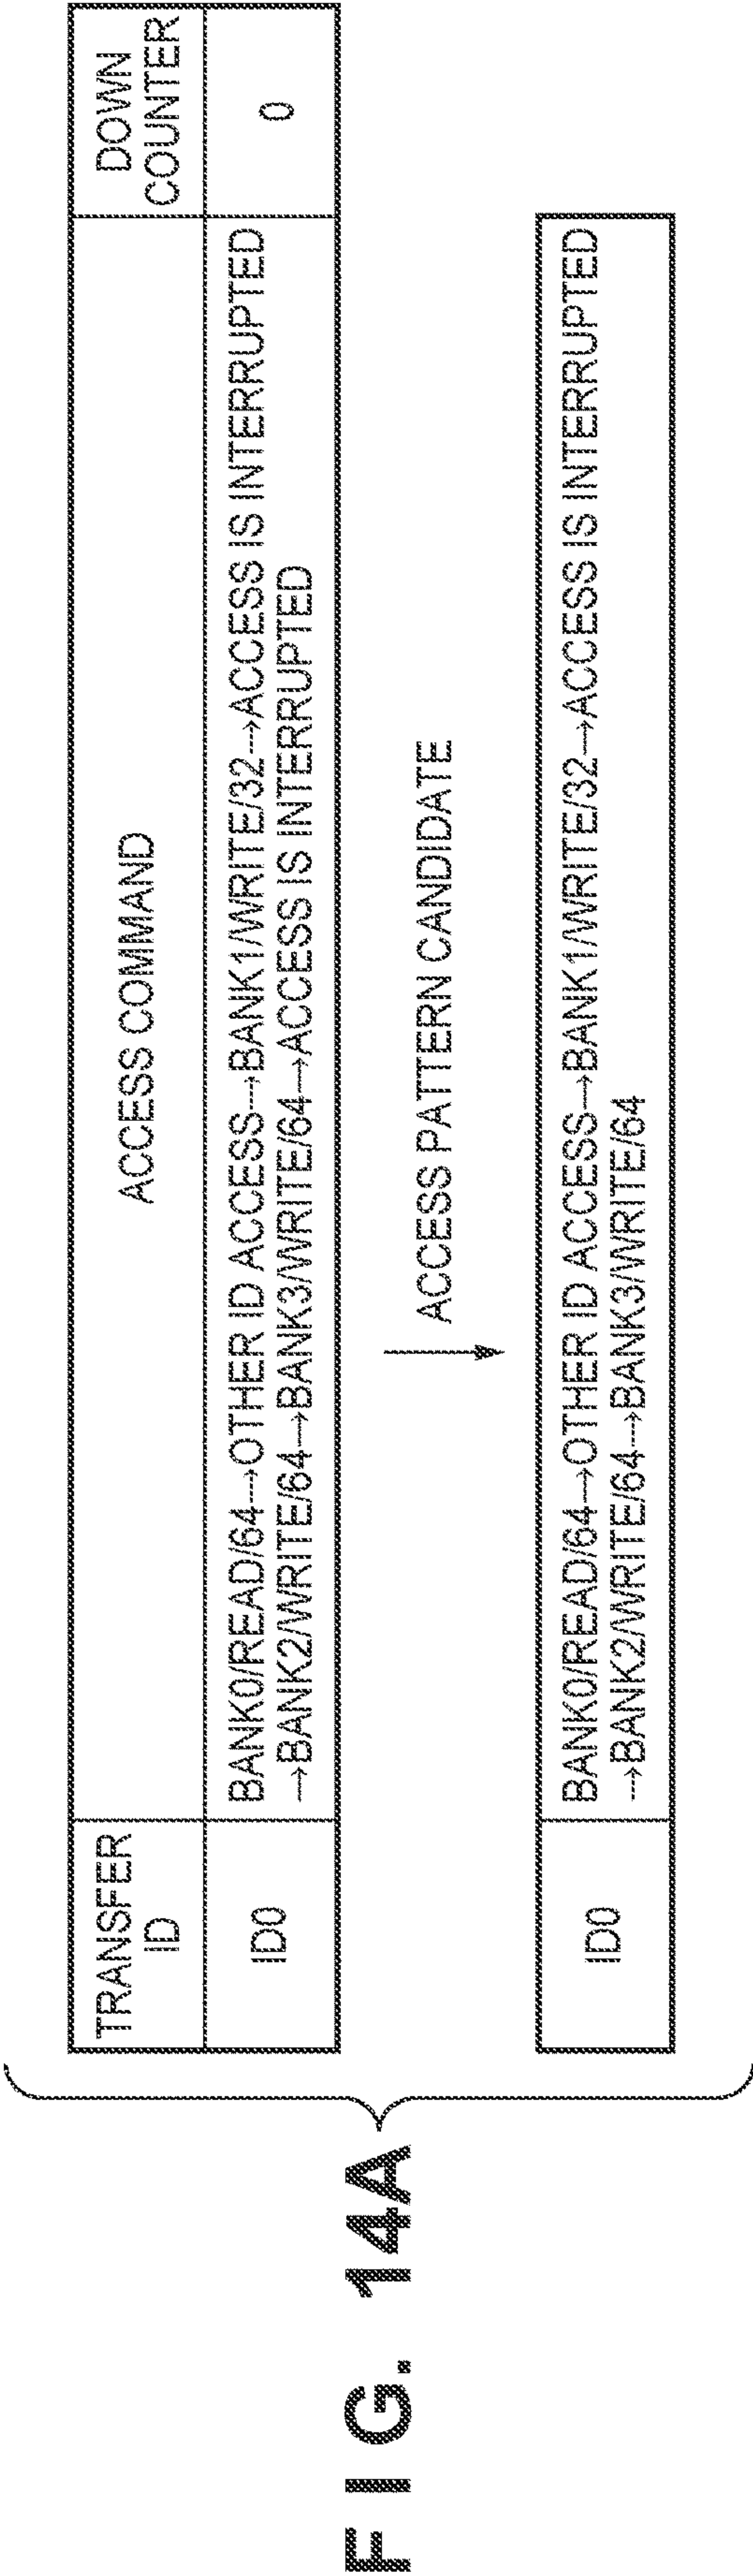 FIG. 14A
TRANSFER
ID
ACCESS COMMAND
DOWN
COUNTER
ID0
BANK0/READ/64→OTHER ID ACCESS→BANK1/WRITE/32→ACCESS IS INTERRUPTED
→BANK2/WRITE/64→BANK3/WRITE/64→ACCESS IS INTERRUPTED
0
ACCESS PATTERN CANDIDATE
ID0
BANK0/READ/64→OTHER ID ACCESS→BANK1/WRITE/32→ACCESS IS INTERRUPTED
→BANK2/WRITE/64→BANK3/WRITE/64